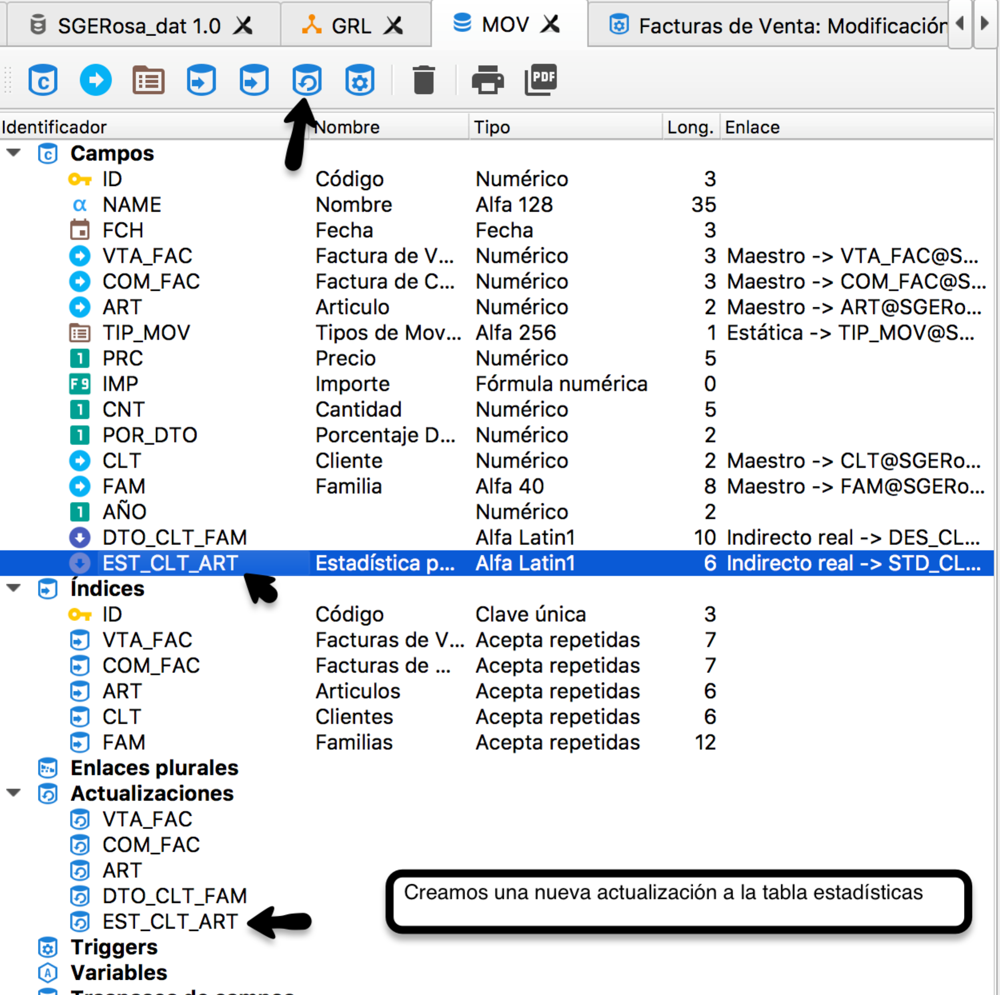 SGERosa_dat 1.0 GRL MOV Facturas de Venta: Modificación
C PDF
Identificador Nombre Tipo Long. Enlace
Campos
ID Código Numérico 3
NAME Nombre Alfa 128 35
FCH Fecha Fecha 3
VTA_FAC Factura de V... Numérico 3 Maestro -> VTA_FAC@S...
COM_FAC Factura de C... Numérico 3 Maestro -> COM_FAC@S...
ART Articulo Numérico 2 Maestro -> ART@SGERo...
TIP_MOV Tipos de Mov... Alfa 256 1 Estática -> TIP_MOV@S...
PRC Precio Numérico 5
IMP Importe Fórmula numérica 0
CNT Cantidad Numérico 5
POR_DTO Porcentaje D... Numérico 2
CLT Cliente Numérico 2 Maestro -> CLT@SGERo...
FAM Familia Alfa 40 8 Maestro -> FAM@SGERo...
AÑO Numérico 2
DTO_CLT_FAM Alfa Latin1 10 Indirecto real -> DES_CL...
EST_CLT_ART Estadística p... Alfa Latin1 6 Indirecto real -> STD_CL...
Índices
ID Código Clave única 3
VTA_FAC Facturas de V... Acepta repetidas 7
COM_FAC Facturas de ... Acepta repetidas 7
ART Articulos Acepta repetidas 6
CLT Clientes Acepta repetidas 6
FAM Familias Acepta repetidas 12
Enlaces plurales
Actualizaciones
VTA_FAC
COM_FAC
ART
DTO_CLT_FAM
EST_CLT_ART
Creamos una nueva actualización a la tabla estadísticas
Triggers
Variables